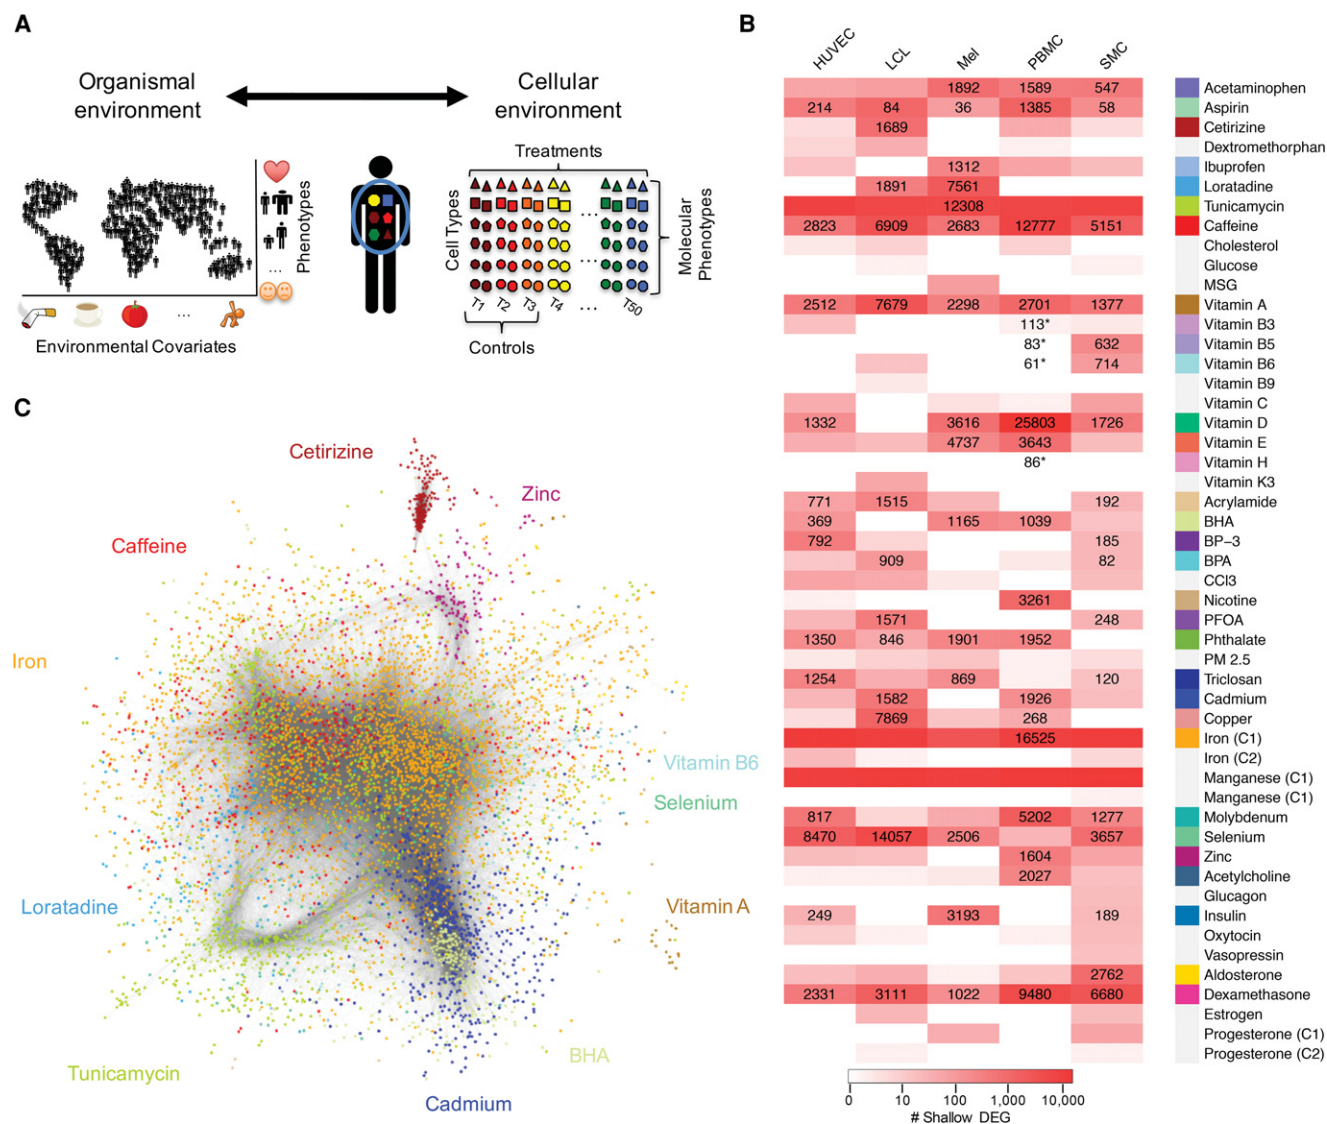 A
Organismal
environment
Cellular
environment
Treatments
Phenotypes
...
Cell Types
...
Molecular
Phenotypes
T1 T2 T3 T4 ... T50
...
Environmental Covariates
Controls
B
HUVEC LCL Mel PBMC SMC
1892 1589 547 Acetaminophen
214 84 36 1385 58 Aspirin
1689 Cetirizine
Dextromethorphan
1312 Ibuprofen
1891 7561 Loratadine
12308 Tunicamycin
2823 6909 2683 12777 5151 Caffeine
Cholesterol
Glucose
MSG
2512 7679 2298 2701 1377 Vitamin A
113* Vitamin B3
83* 632 Vitamin B5
61* 714 Vitamin B6
Vitamin B9
Vitamin C
1332 3616 25803 1726 Vitamin D
4737 3643 Vitamin E
86* Vitamin H
Vitamin K3
771 1515 192 Acrylamide
369 1165 1039 BHA
792 185 BP-3
909 82 BPA
CCl3
3261 Nicotine
1571 248 PFOA
1350 846 1901 1952 Phthalate
PM 2.5
1254 869 120 Triclosan
1582 1926 Cadmium
7869 268 Copper
16525 Iron (C1)
Iron (C2)
Manganese (C1)
Manganese (C1)
817 5202 1277 Molybdenum
8470 14057 2506 3657 Selenium
1604 Zinc
2027 Acetylcholine
Glucagon
249 3193 189 Insulin
Oxytocin
Vasopressin
2762 Aldosterone
2331 3111 1022 9480 6680 Dexamethasone
Estrogen
Progesterone (C1)
Progesterone (C2)
0 10 100 1,000 10,000
# Shallow DEG
C
Cetirizine
Zinc
Caffeine
Iron
Vitamin B6
Selenium
Loratadine
Vitamin A
BHA
Tunicamycin
Cadmium